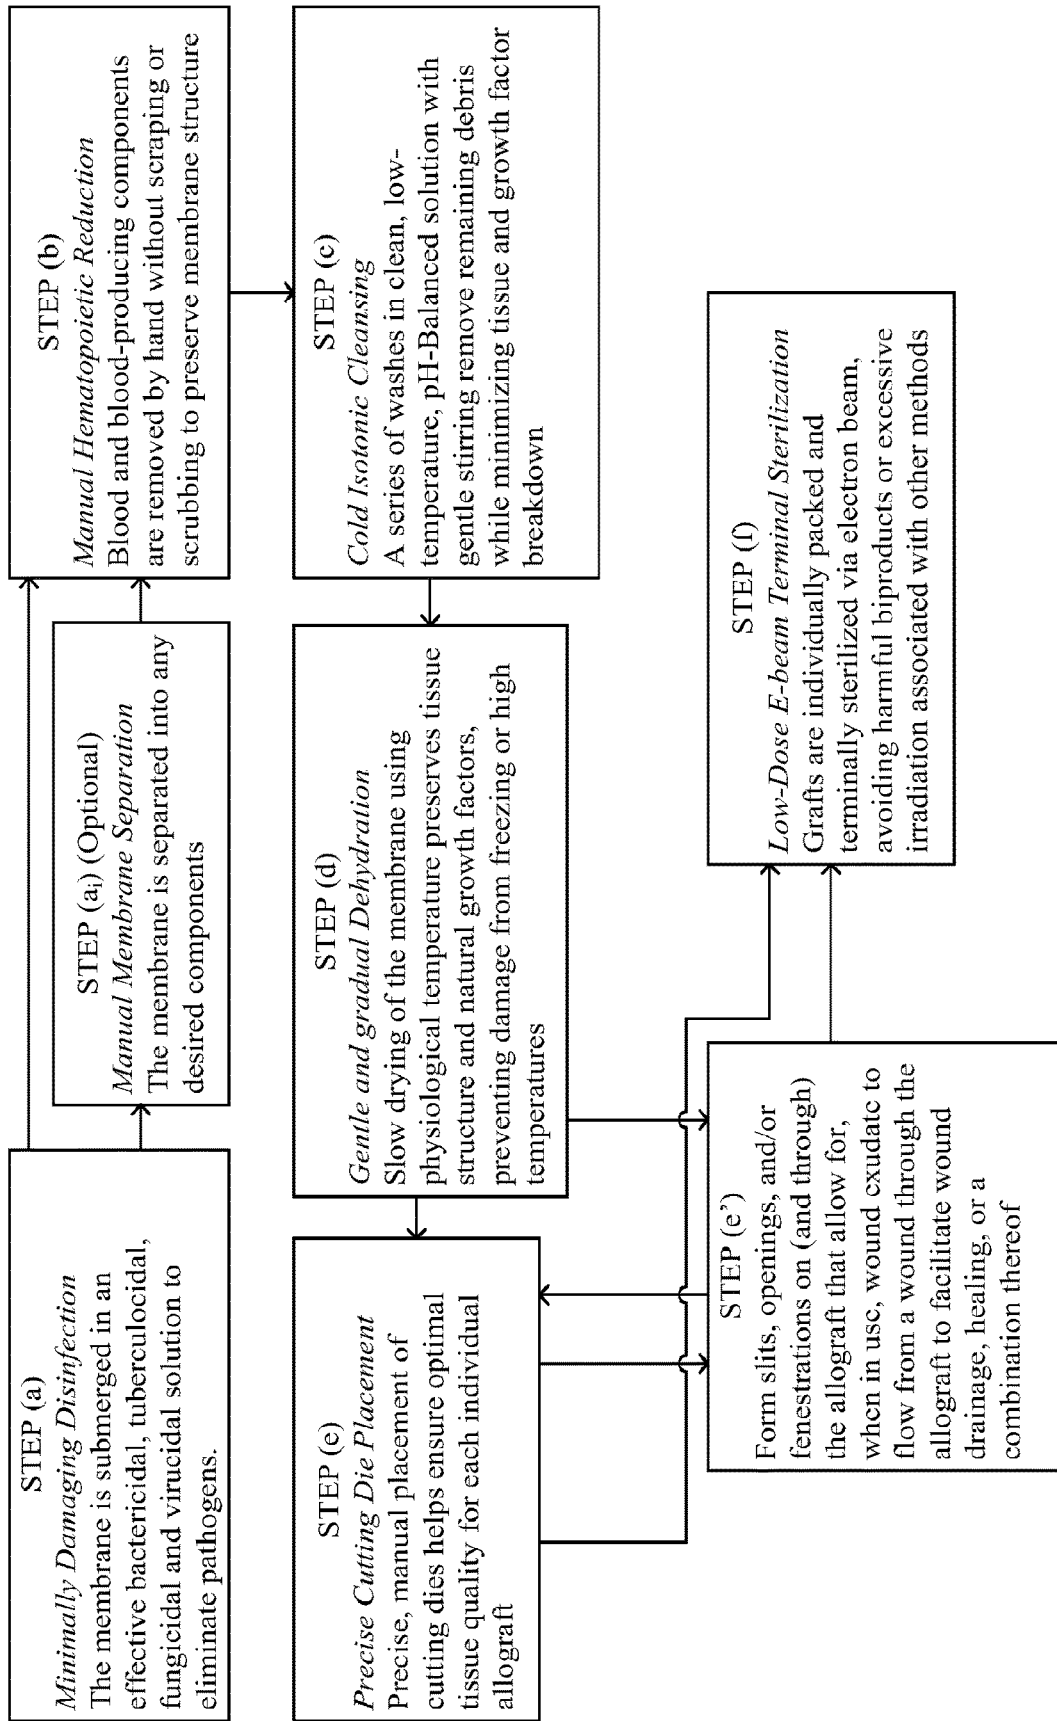 STEP (a)
Minimally Damaging Disinfection
The membrane is submerged in an
effective bactericidal, tuberculocidal,
fungicidal and virucidal solution to
eliminate pathogens.
STEP (aᵢ) (Optional)
Manual Membrane Separation
The membrane is separated into any
desired components
STEP (b)
Manual Hematopoietic Reduction
Blood and blood-producing components
are removed by hand without scraping or
scrubbing to preserve membrane structure
STEP (c)
Cold Isotonic Cleansing
A series of washes in clean, low-
temperature, pH-Balanced solution with
gentle stirring remove remaining debris
while minimizing tissue and growth factor
breakdown
STEP (d)
Gentle and gradual Dehydration
Slow drying of the membrane using
physiological temperature preserves tissue
structure and natural growth factors,
preventing damage from freezing or high
temperatures
STEP (e)
Precise Cutting Die Placement
Precise, manual placement of
cutting dies helps ensure optimal
tissue quality for each individual
allograft
STEP (e’)
Form slits, openings, and/or
fenestrations on (and through)
the allograft that allow for,
when in use, wound exudate to
flow from a wound through the
allograft to facilitate wound
drainage, healing, or a
combination thereof
STEP (f)
Low-Dose E-beam Terminal Sterilization
Grafts are individually packed and
terminally sterilized via electron beam,
avoiding harmful biproducts or excessive
irradiation associated with other methods